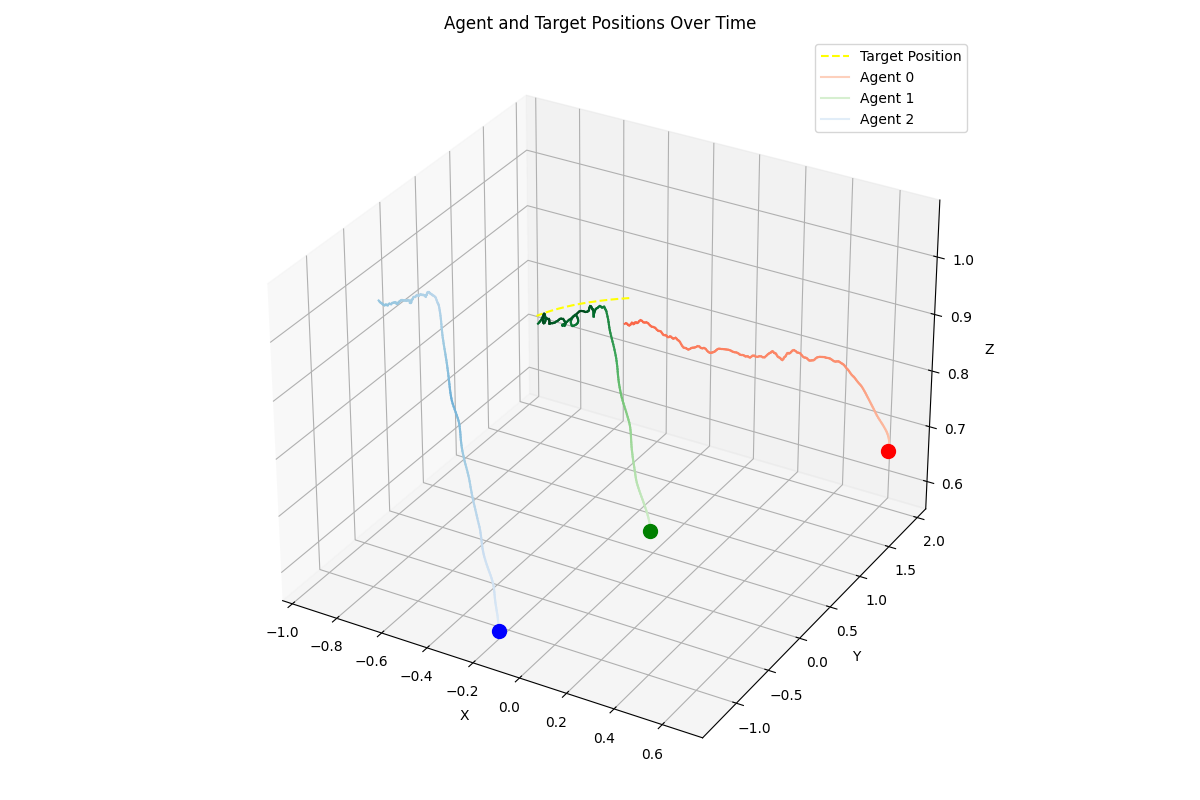 Agent and Target Positions Over Time
Target Position
Agent 0
Agent 1
Agent 2
1.0
0.9
Z
0.8
0.7
0.6
2.0
1.5
1.0
0.5
0.0
Y
−0.5
−1.0
−1.0
−0.8
−0.6
−0.4
−0.2
0.0
X
0.2
0.4
0.6